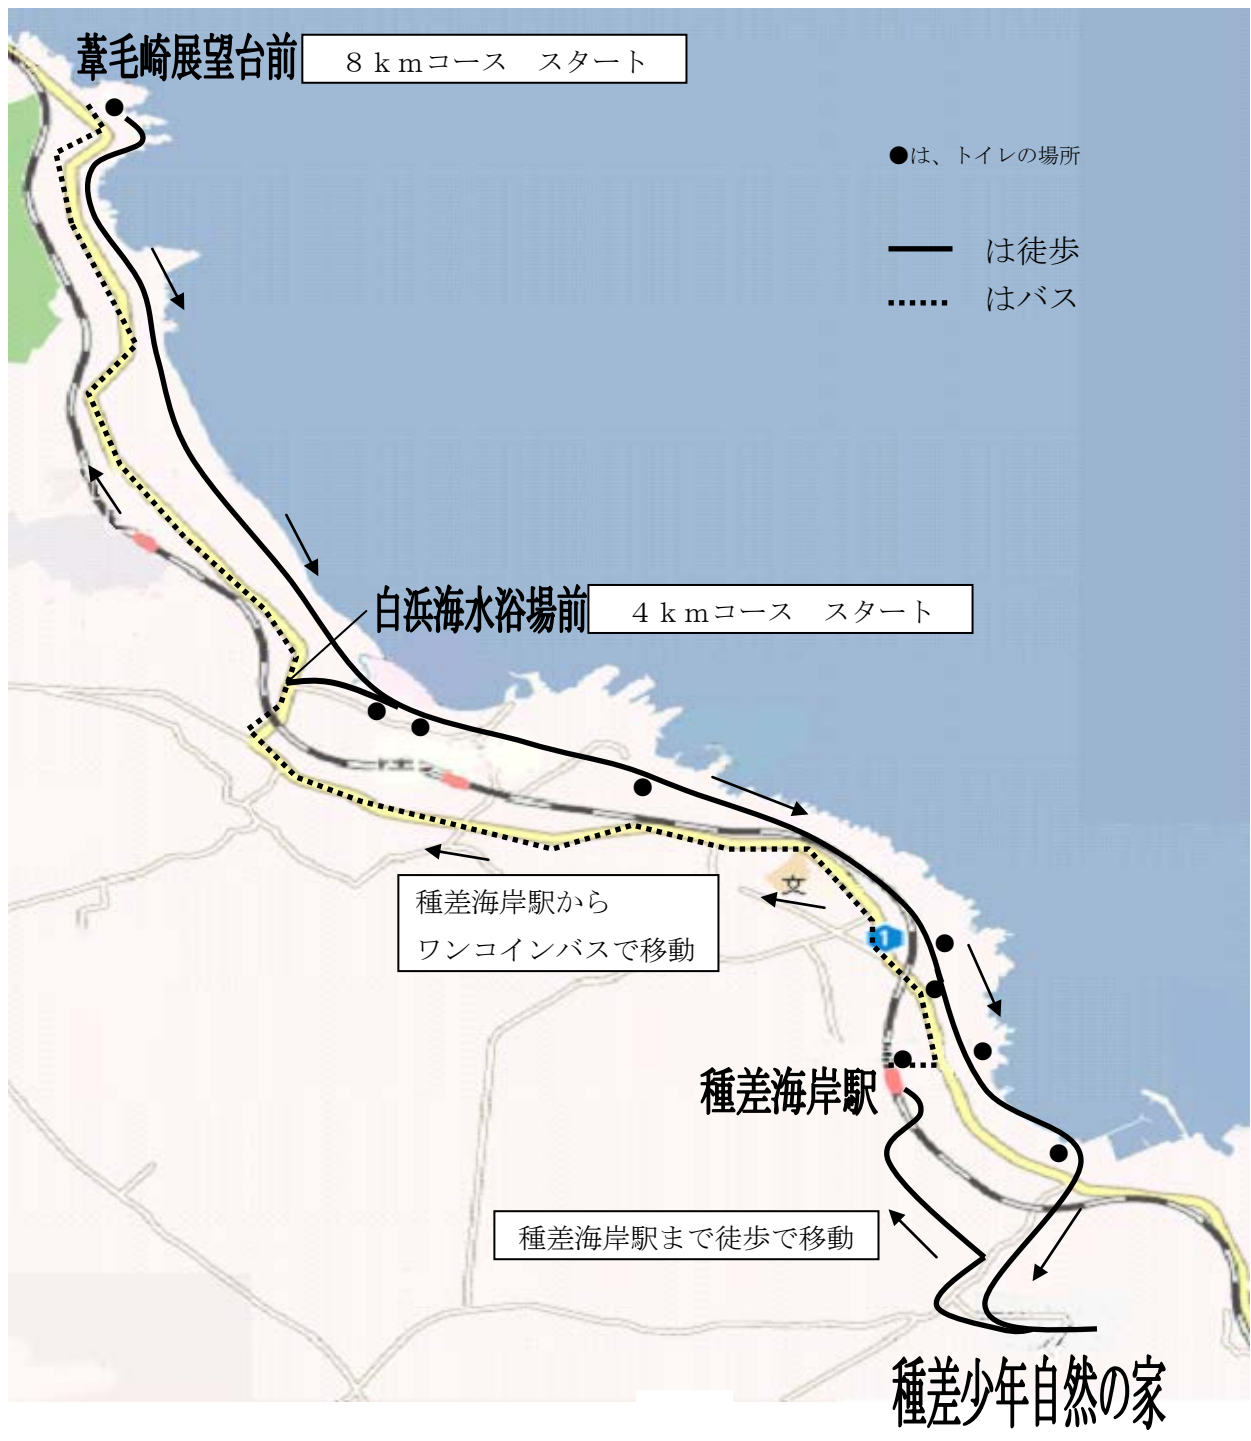 葦毛崎展望台前
８ｋｍコース　スタート
●は、トイレの場所
は徒歩
はバス
白浜海水浴場前
４ｋｍコース　スタート
文
種差海岸駅から
ワンコインバスで移動
1
種差海岸駅
種差海岸駅まで徒歩で移動
種差少年自然の家